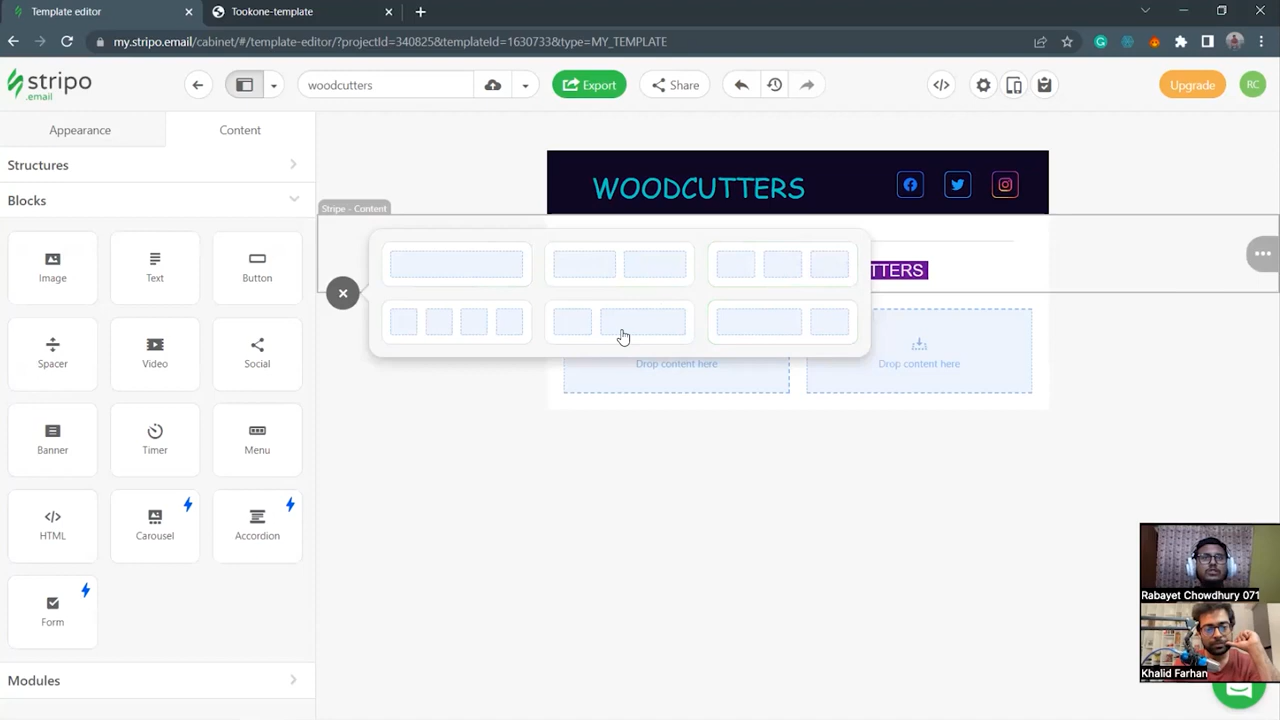 Template editor
Tookone-template
my.stripo.email/cabinet/#/template-editor/?projectId=340825&templateId=1630733&type=MY_TEMPLATE
stripo
.email
woodcutters
Export
Share
Upgrade
RC
Appearance
Content
Structures
Blocks
Image
Text
Button
Spacer
Video
Social
Banner
Timer
Menu
HTML
Carousel
Accordion
Form
Modules
WOODCUTTERS
Stripe - Content
TTERS
Drop content here
Drop content here
Rabayet Chowdhury 071
Khalid Farhan